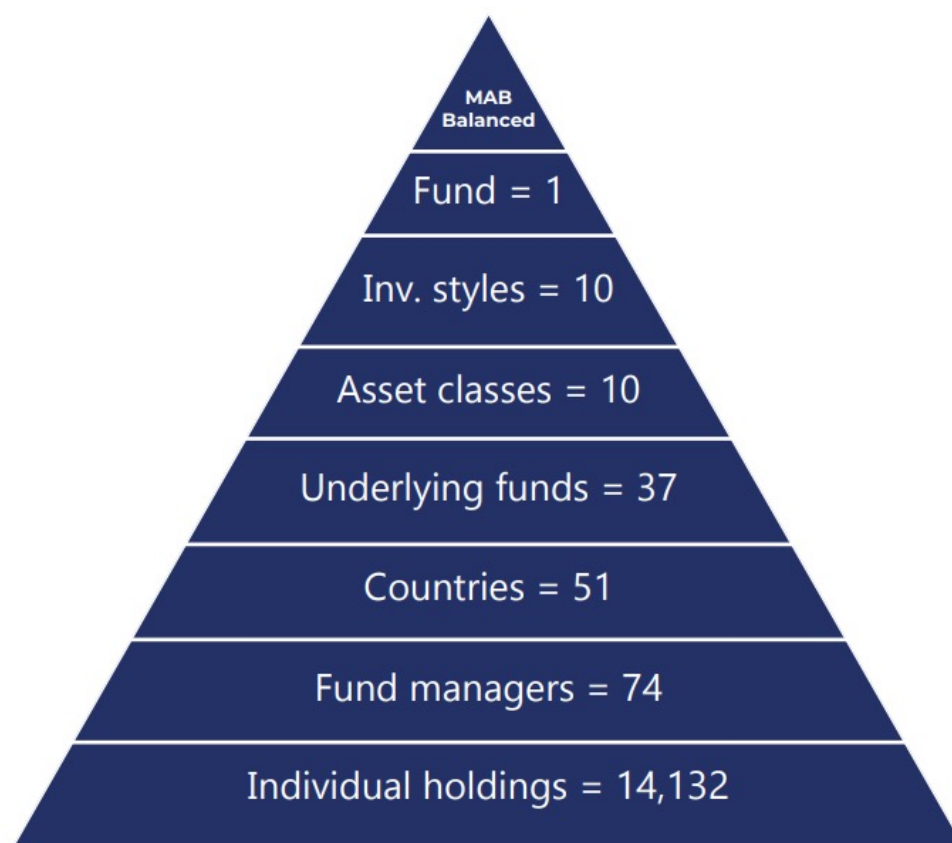 MAB
Balanced
Fund = 1
Inv. styles = 10
Asset classes = 10
Underlying funds = 37
Countries = 51
Fund managers = 74
Individual holdings = 14,132